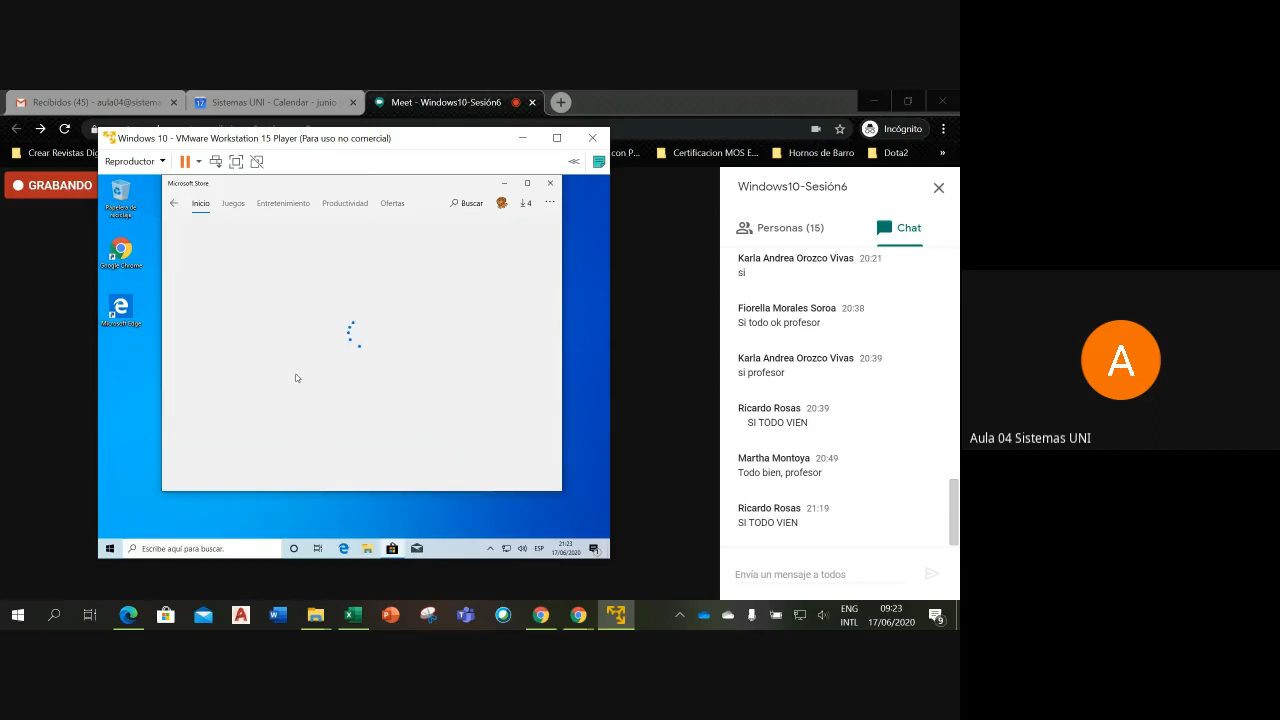 Recibidos (45) - aula04@sistema
Sistemas UNI - Calendar - junio
Meet - Windows10-Sesión6
Incógnito
Crear Revistas Dig
con P...
Certificacion MOS E...
Hornos de Barro
Dota2
»
Windows 10 - VMware Workstation 15 Player (Para uso no comercial)
Reproductor
GRABANDO
Microsoft Store
Inicio
Juegos
Entretenimiento
Productividad
Ofertas
Buscar
4
Papelera de reciclaje
Google Chrome
Microsoft Edge
Escribe aquí para buscar.
ESP
21:23
17/06/2020
Windows10-Sesión6
Personas (15)
Chat
Karla Andrea Orozco Vivas 20:21
si
Fiorella Morales Soroa 20:38
Si todo ok profesor
Karla Andrea Orozco Vivas 20:39
si profesor
Ricardo Rosas 20:39
SI TODO VIEN
Martha Montoya 20:49
Todo bien, profesor
Ricardo Rosas 21:19
SI TODO VIEN
Envía un mensaje a todos
ENG
INTL
09:23
17/06/2020
9
A
Aula 04 Sistemas UNI